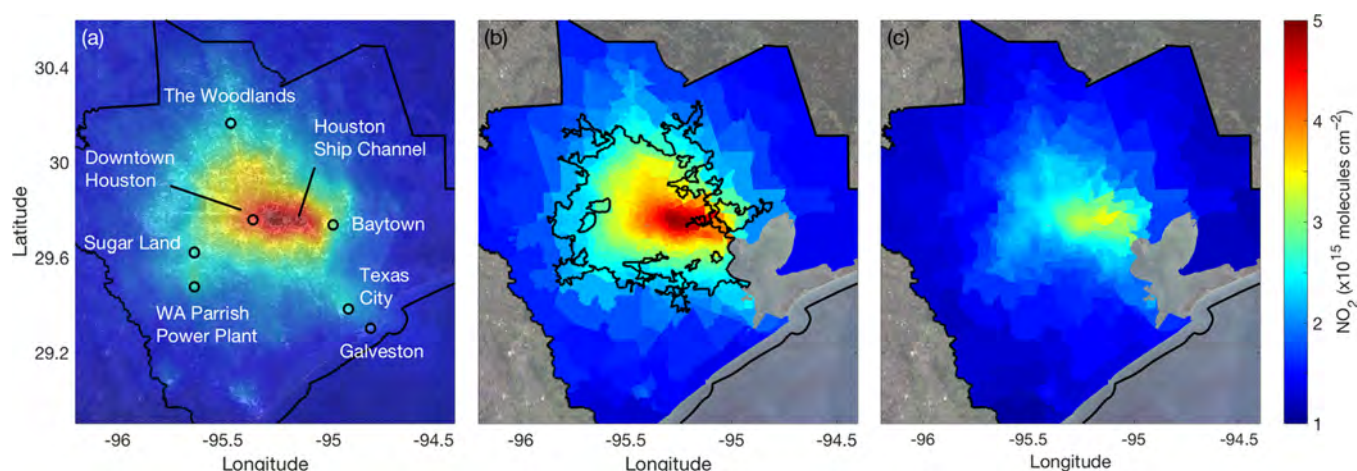 (a)
(b)
(c)
The Woodlands
Houston
Ship Channel
Downtown
Houston
Baytown
Sugar Land
Texas
City
WA Parrish
Power Plant
Galveston
Latitude
30.4
30
29.6
29.2
-96
-95.5
-95
-94.5
Longitude
-96
-95.5
-95
-94.5
Longitude
-96
-95.5
-95
-94.5
Longitude
5
4
3
2
1
NO2 (x10^15 molecules cm^-2)